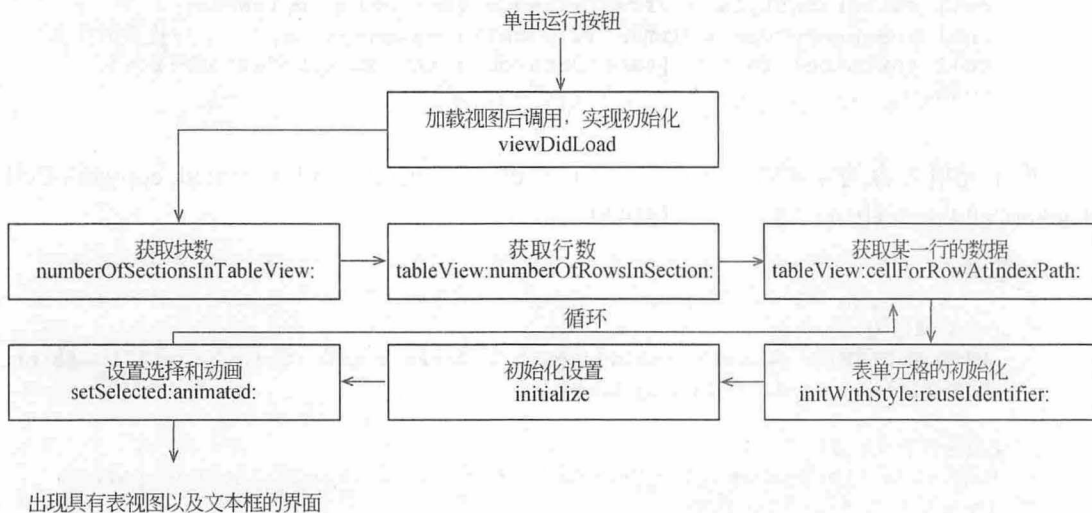 单击运行按钮
加载视图后调用，实现初始化
viewDidLoad
获取块数
numberOfSectionsInTableView:
获取行数
tableView:numberOfRowsInSection:
获取某一行的数据
tableView:cellForRowAtIndexPath:
循环
设置选择和动画
setSelected:animated:
初始化设置
initialize
表单元格的初始化
initWithStyle:reuseIdentifier:
出现具有表视图以及文本框的界面